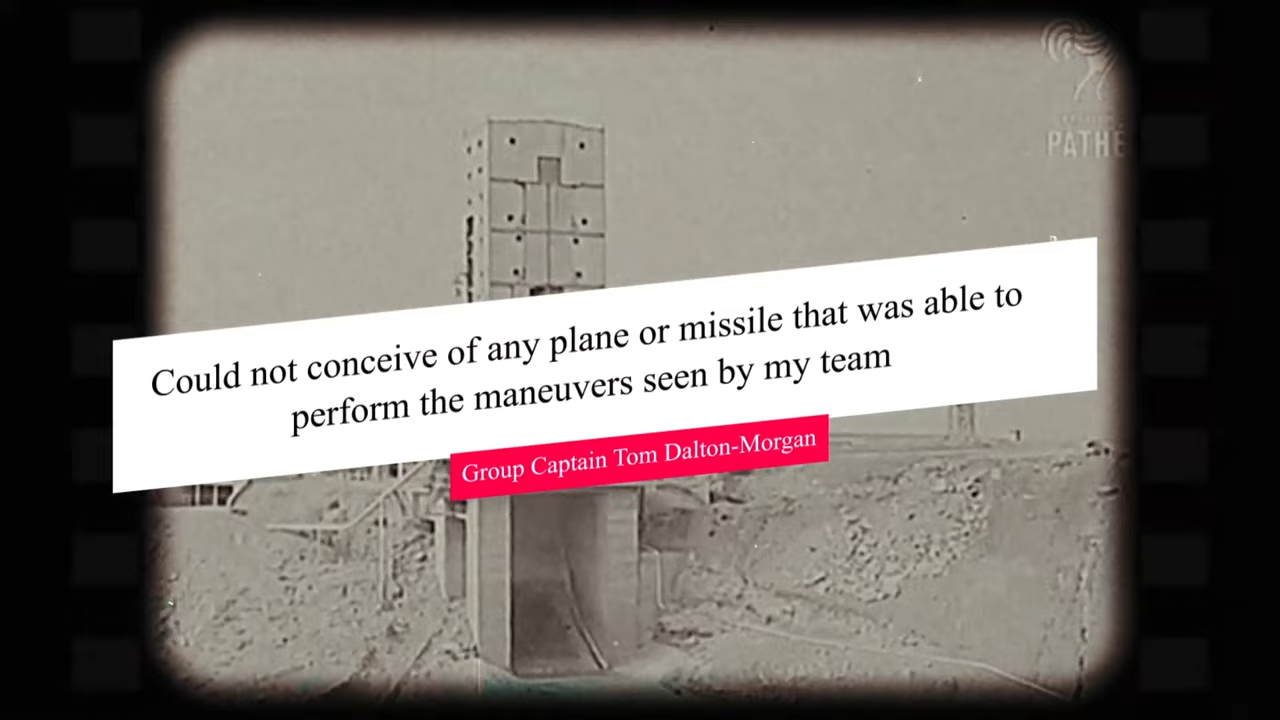 PATHÉ
Could not conceive of any plane or missile that was able to
perform the maneuvers seen by my team
Group Captain Tom Dalton-Morgan